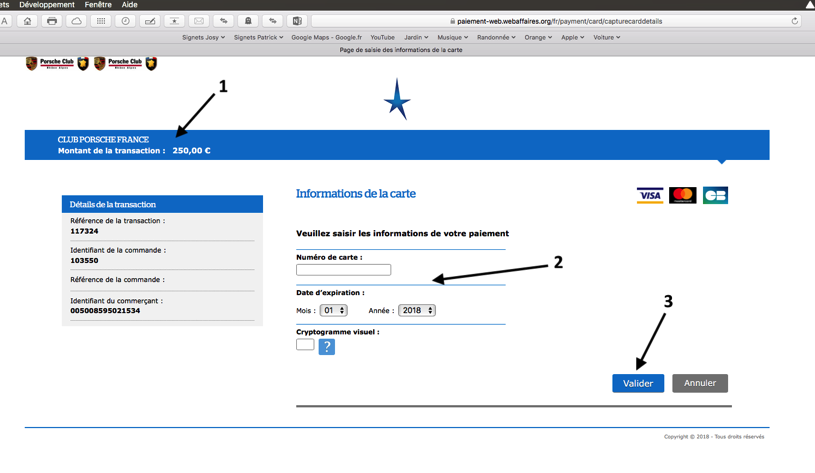 ets Développement Fenêtre Aide
A paiement-web.webaffaires.org/fr/payment/card/capturecarddetails
Signets Josy Signets Patrick Google Maps - Google.fr YouTube Jardin Musique Randonnée Orange Apple Voiture
Page de saisie des informations de la carte
Porsche Club Porsche Club
1
CLUB PORSCHE FRANCE
Montant de la transaction : 250,00 €
Détails de la transaction
Référence de la transaction :
117324
Identifiant de la commande :
103550
Référence de la commande :
Identifiant du commerçant :
005008595021534
Informations de la carte
VISA CB
Veuillez saisir les informations de votre paiement
Numéro de carte :
2
Date d'expiration :
Mois : 01 Année : 2018
Cryptogramme visuel :
?
3
Valider Annuler
Copyright © 2018 - Tous droits réservés